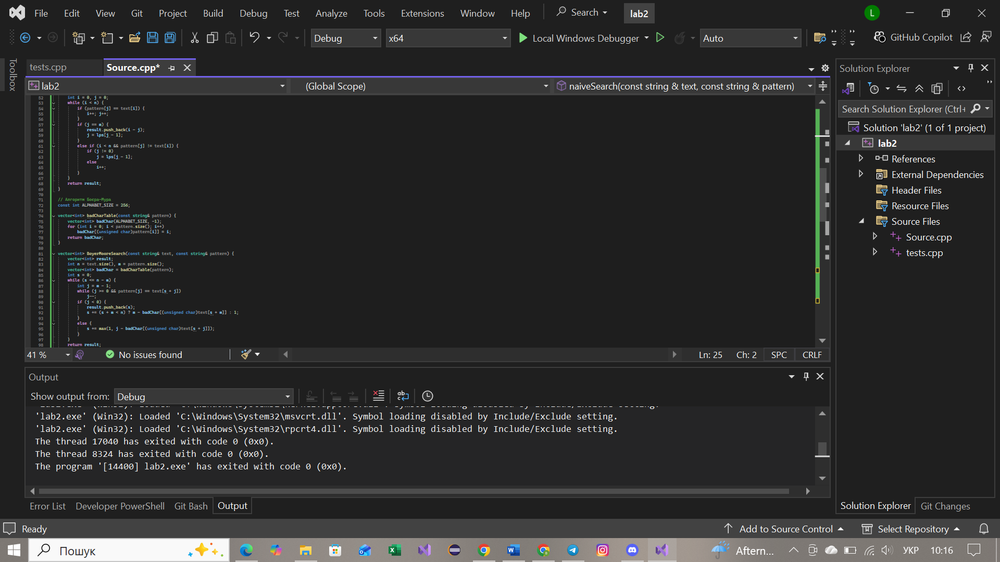 File Edit View Git Project Build Debug Test Analyze Tools Extensions Window Help Search lab2 L
Debug x64 Local Windows Debugger Auto GitHub Copilot
Toolbox
tests.cpp Source.cpp*
lab2 (Global Scope) naiveSearch(const string & text, const string & pattern)
52 int i = 0, j = 0;
53 while (i < n) {
54 if (pattern[j] == text[i]) {
55 i++; j++;
56 }
57 if (j == m) {
58 result.push_back(i - j);
59 j = lps[j - 1];
60 }
61 else if (i < n && pattern[j] != text[i]) {
62 if (j != 0)
63 j = lps[j - 1];
64 else
65 i++;
66 }
67 }
68 return result;
69 }
70
71 // Алгоритм Боєра-Мура
72 const int ALPHABET_SIZE = 256;
73
74 vector<int> badCharTable(const string& pattern) {
75 vector<int> badChar(ALPHABET_SIZE, -1);
76 for (int i = 0; i < pattern.size(); i++)
77 badChar[(unsigned char)pattern[i]] = i;
78 return badChar;
79 }
80
81 vector<int> BoyerMooreSearch(const string& text, const string& pattern) {
82 vector<int> result;
83 int n = text.size(), m = pattern.size();
84 vector<int> badChar = badCharTable(pattern);
85 int s = 0;
86 while (s <= n - m) {
87 int j = m - 1;
88 while (j >= 0 && pattern[j] == text[s + j])
89 j--;
90 if (j < 0) {
91 result.push_back(s);
92 s += (s + m < n) ? m - badChar[(unsigned char)text[s + m]] : 1;
93 }
94 else {
95 s += max(1, j - badChar[(unsigned char)text[s + j]]);
96 }
97 }
98 return result;
41 % No issues found Ln: 25 Ch: 2 SPC CRLF
Output
Show output from: Debug
'lab2.exe' (Win32): Loaded 'C:\Windows\System32\msvcrt.dll'. Symbol loading disabled by Include/Exclude setting.
'lab2.exe' (Win32): Loaded 'C:\Windows\System32\rpcrt4.dll'. Symbol loading disabled by Include/Exclude setting.
The thread 17040 has exited with code 0 (0x0).
The thread 8324 has exited with code 0 (0x0).
The program '[14400] lab2.exe' has exited with code 0 (0x0).
Error List Developer PowerShell Git Bash Output
Solution Explorer
Search Solution Explorer (Ctrl+
Solution 'lab2' (1 of 1 project)
lab2
References
External Dependencies
Header Files
Resource Files
Source Files
Source.cpp
tests.cpp
Solution Explorer Git Changes
Ready Add to Source Control Select Repository
Пошук Aftern... УКР 10:16